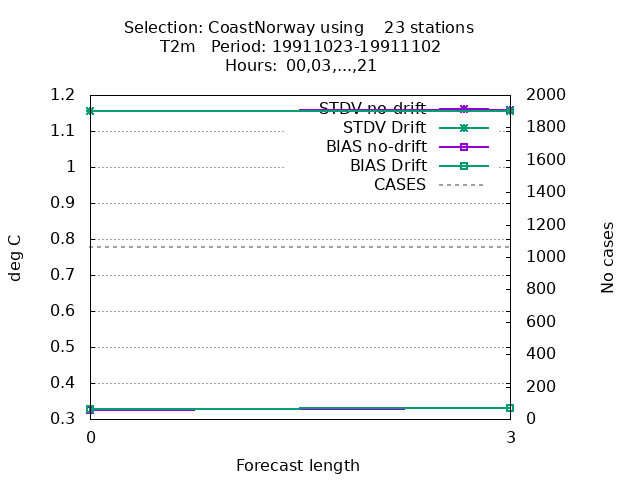 Selection: CoastNorway using    23 stations
T2m   Period: 19911023-19911102
Hours: 00,03,...,21
1.2
1.1
1
0.9
0.8
0.7
0.6
0.5
0.4
0.3
deg C
STDV no-drift
STDV Drift
BIAS no-drift
BIAS Drift
CASES
2000
1800
1600
1400
1200
1000
800
600
400
200
0
No cases
0
3
Forecast length